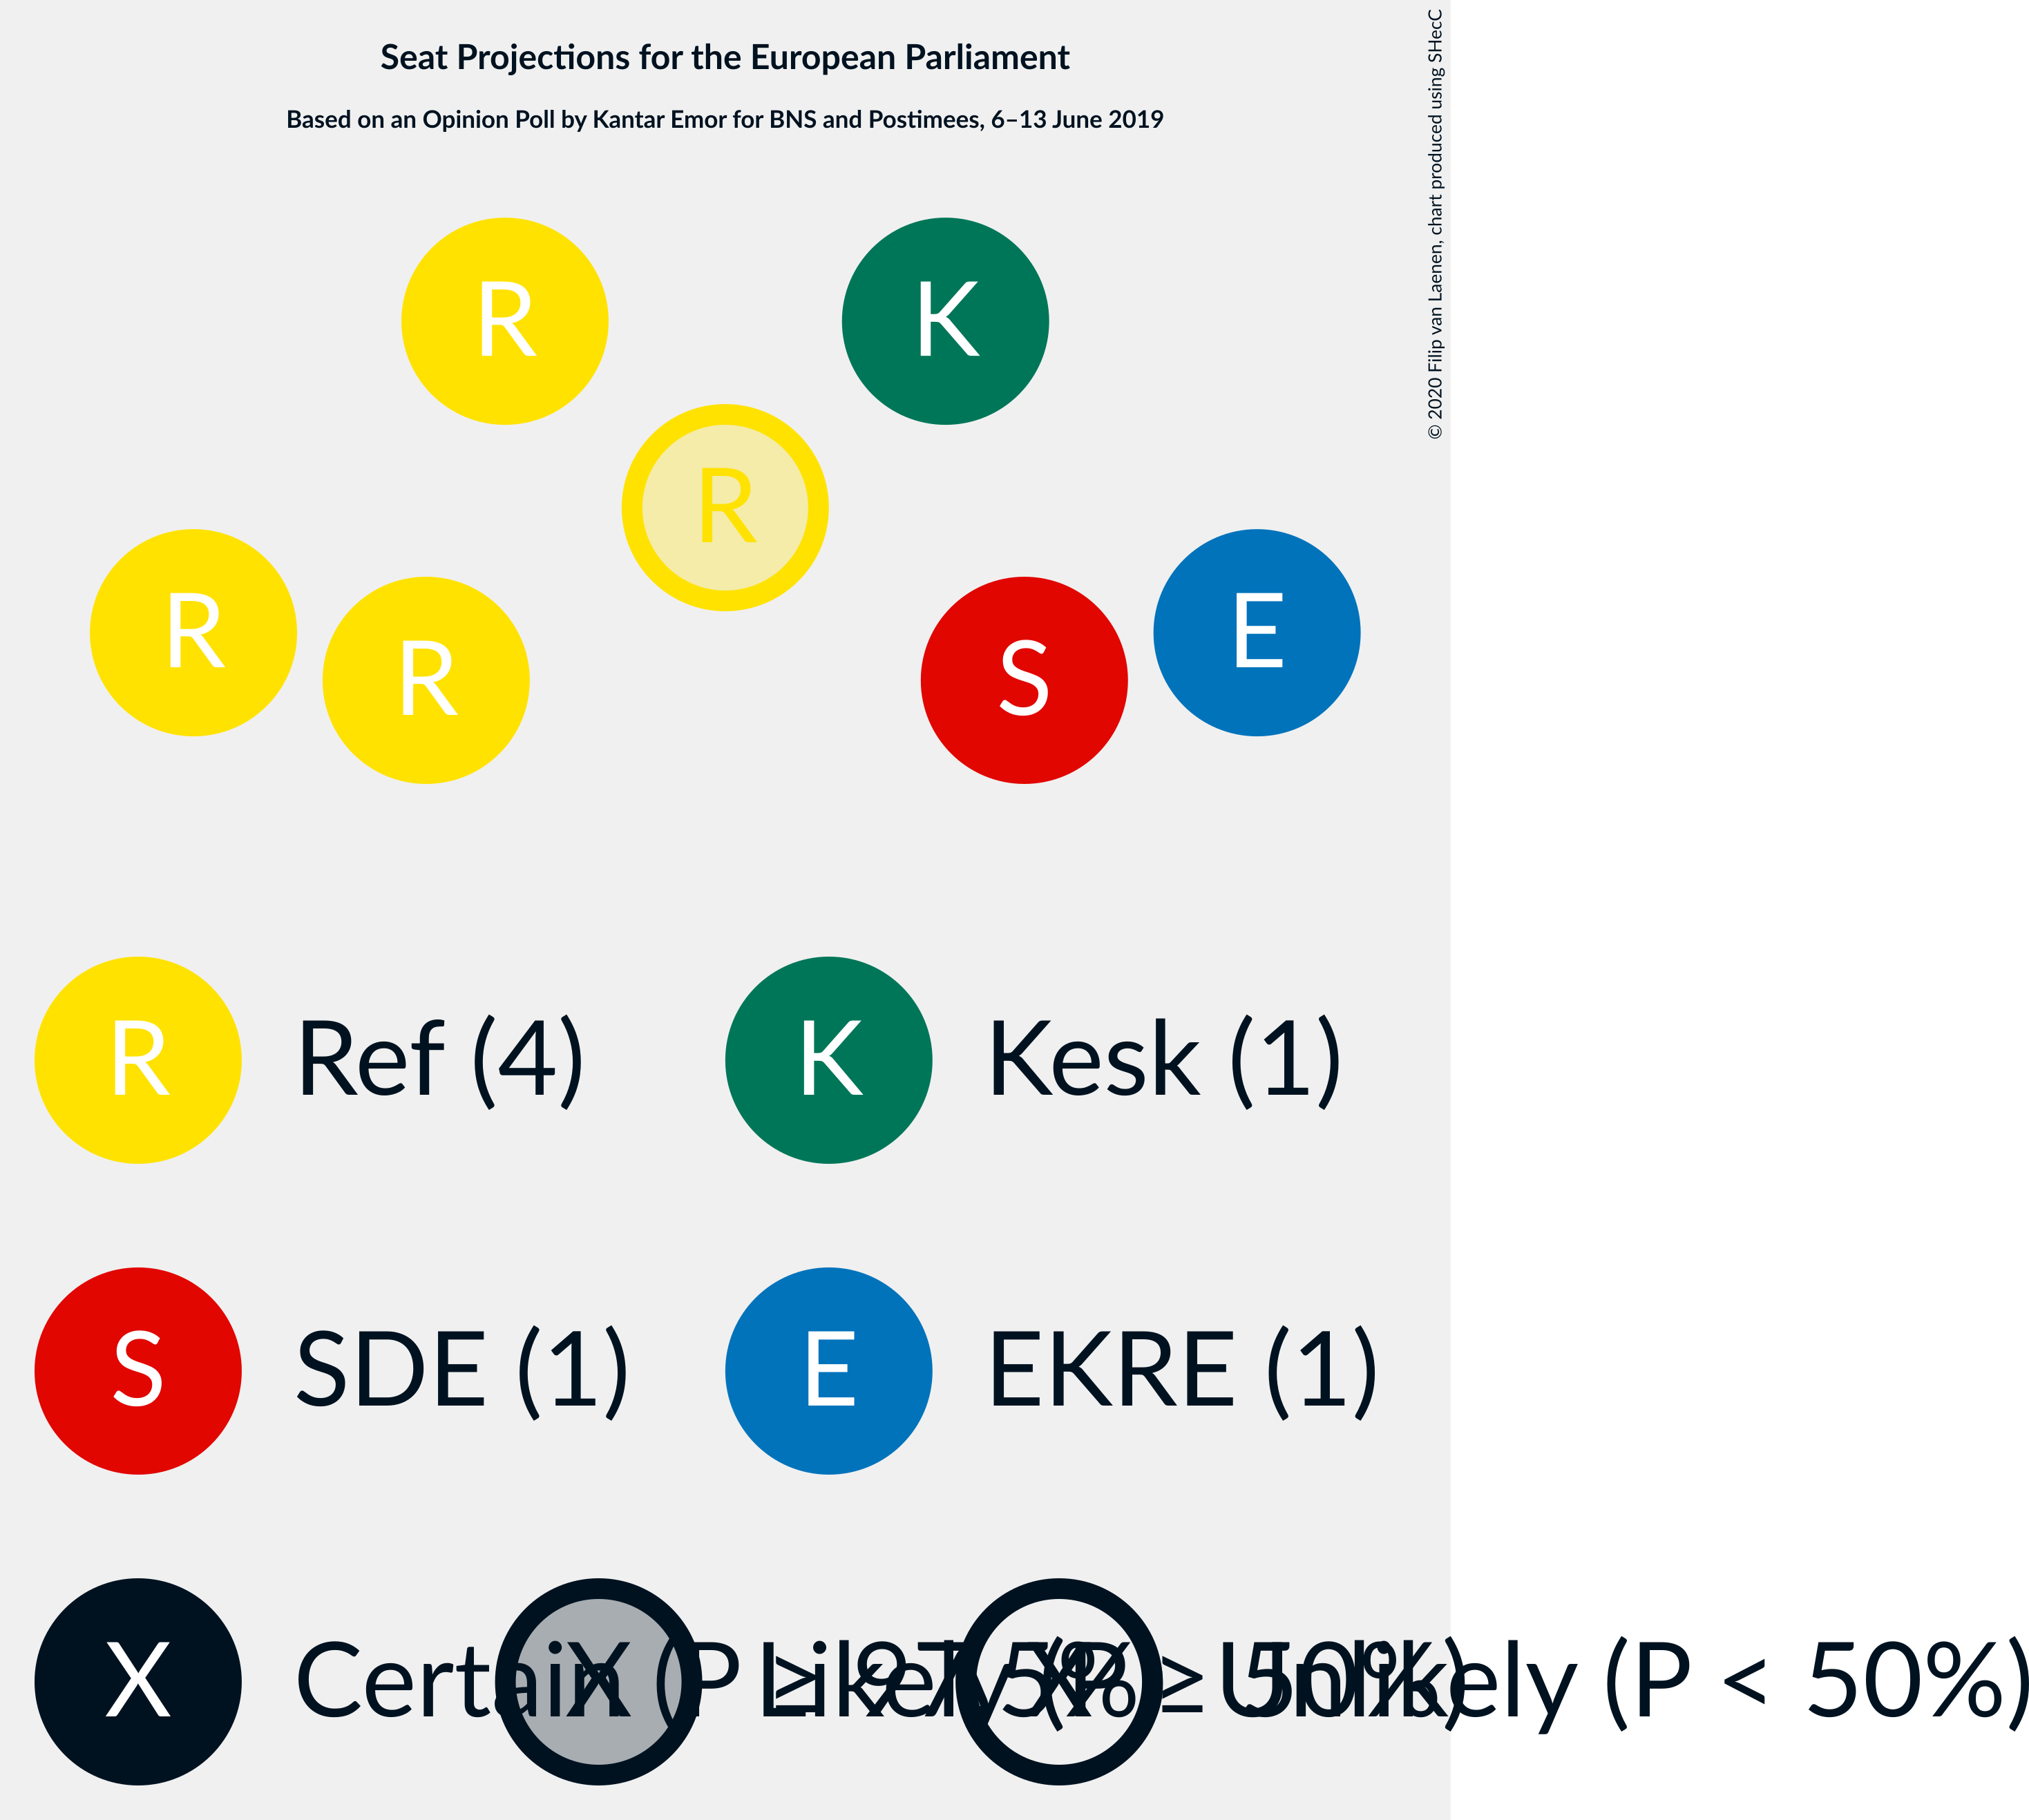 Seat Projections for the European Parliament
Based on an Opinion Poll by Kantar Emor for BNS and Postimees, 6–13 June 2019
© 2020 Filip van Laenen, chart produced using SHecC
R
K
R
R
R
S
E
R Ref (4)
K Kesk (1)
S SDE (1)
E EKRE (1)
X Certain (P ≥
X Likely (P ≥ 50%)
X Unlikely (P < 50%)